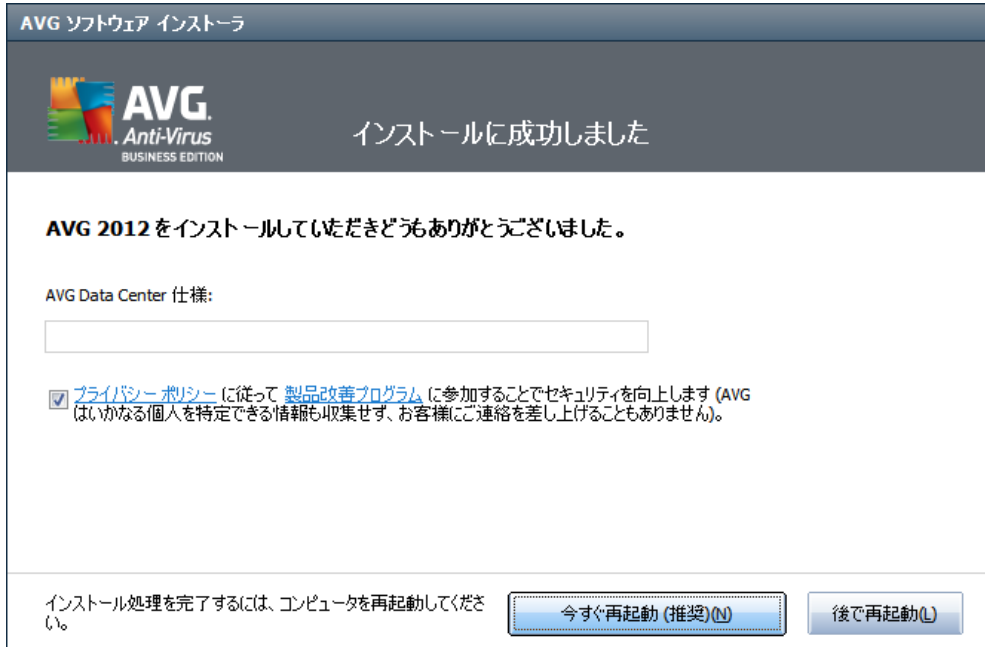 AVG ソフトウェア インストーラ
AVG.
Anti-Virus
BUSINESS EDITION
インストールに成功しました
AVG 2012 をインストールしていただきどうもありがとうございました。
AVG Data Center 仕様:
プライバシー ポリシー に従って 製品改善プログラム に参加することでセキュリティを向上します (AVG
はいかなる個人を特定できる情報も収集せず、お客様にご連絡を差し上げることもありません)。
インストール処理を完了するには、コンピュータを再起動してくださ
い。
今すぐ再起動 (推奨)(N)
後で再起動(L)